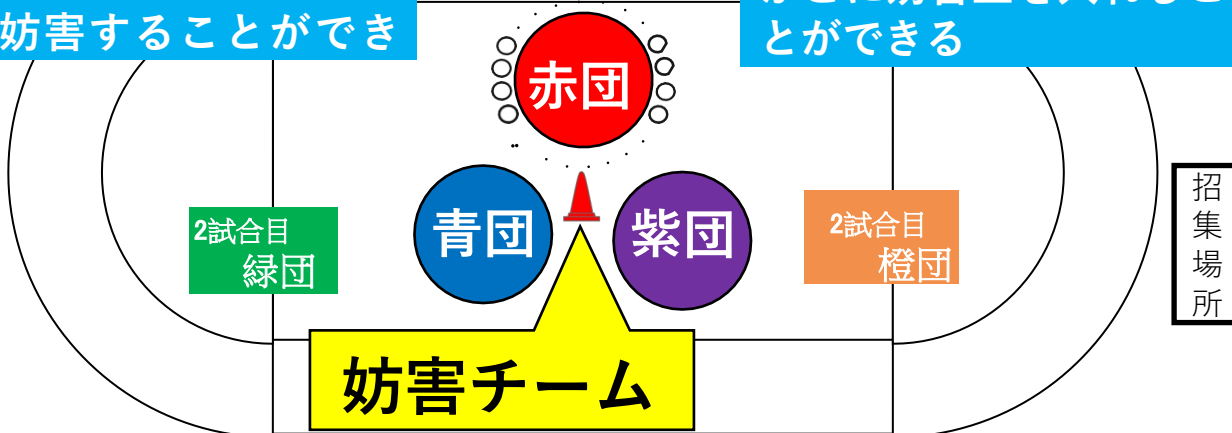 妨害することができ
とができる
赤団
青団
紫団
2試合目
緑団
2試合目
橙団
招集場所
妨害チーム